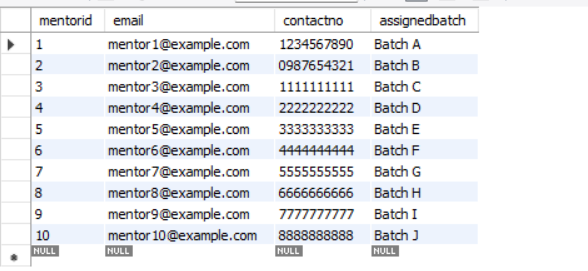 mentorid email contactno assignedbatch
1 mentor1@example.com 1234567890 Batch A
2 mentor2@example.com 0987654321 Batch B
3 mentor3@example.com 1111111111 Batch C
4 mentor4@example.com 2222222222 Batch D
5 mentor5@example.com 3333333333 Batch E
6 mentor6@example.com 4444444444 Batch F
7 mentor7@example.com 5555555555 Batch G
8 mentor8@example.com 6666666666 Batch H
9 mentor9@example.com 7777777777 Batch I
10 mentor10@example.com 8888888888 Batch J
NULL NULL NULL NULL